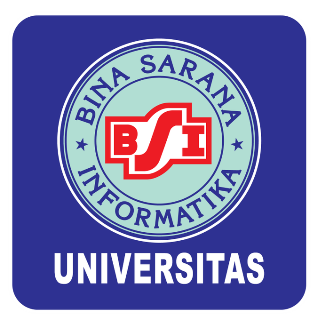 BINA SARANA
BSI
INFORMATIKA
UNIVERSITAS